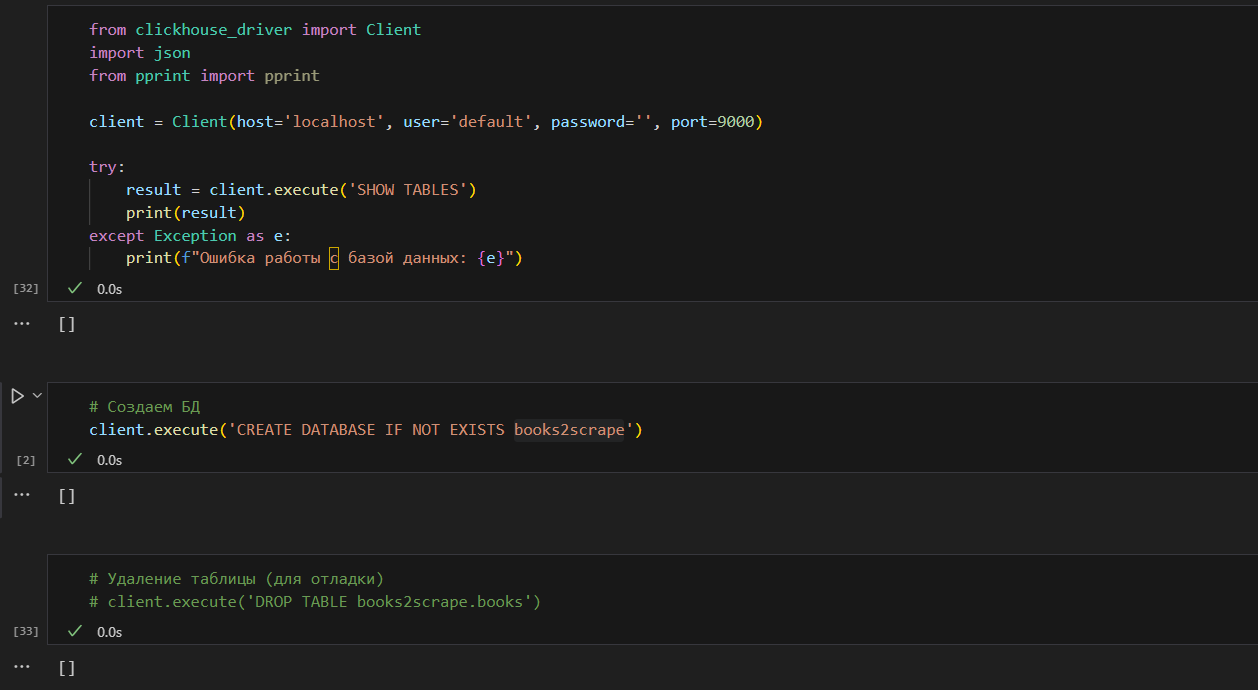 from clickhouse_driver import Client
import json
from pprint import pprint
client = Client(host='localhost', user='default', password='', port=9000)
try:
result = client.execute('SHOW TABLES')
print(result)
except Exception as e:
print(f"Ошибка работы с базой данных: {e}")
[32] 0.0s
[]
# Создаем БД
client.execute('CREATE DATABASE IF NOT EXISTS books2scrape')
[2] 0.0s
[]
# Удаление таблицы (для отладки)
# client.execute('DROP TABLE books2scrape.books')
[33] 0.0s
[]